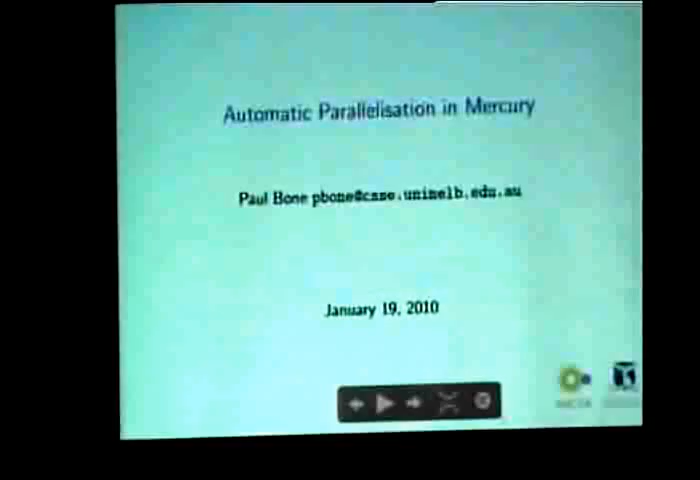 Automatic Parallelisation in Mercury
Paul Bone pbone@csse.unimelb.edu.au
January 19, 2010